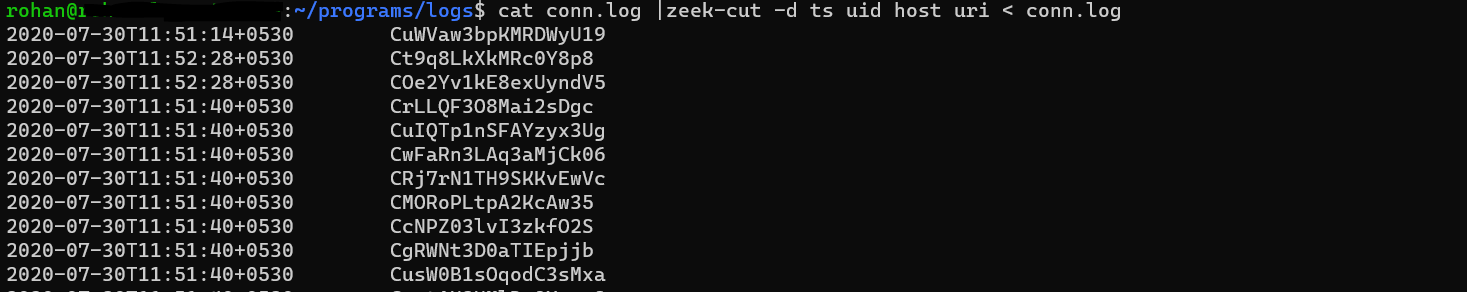 rohan@r :~/programs/logs$ cat conn.log |zeek-cut -d ts uid host uri < conn.log
2020-07-30T11:51:14+0530 CuWVaw3bpKMRDWyU19
2020-07-30T11:52:28+0530 Ct9q8LkXkMRc0Y8p8
2020-07-30T11:52:28+0530 COe2Yv1kE8exUyndV5
2020-07-30T11:51:40+0530 CrLLQF3O8Mai2sDgc
2020-07-30T11:51:40+0530 CuIQTp1nSFAYzyx3Ug
2020-07-30T11:51:40+0530 CwFaRn3LAq3aMjCk06
2020-07-30T11:51:40+0530 CRj7rN1TH9SKKvEwVc
2020-07-30T11:51:40+0530 CMORoPLtpA2KcAw35
2020-07-30T11:51:40+0530 CcNPZ03lvI3zkfO2S
2020-07-30T11:51:40+0530 CgRWNt3D0aTIEpjjb
2020-07-30T11:51:40+0530 CusW0B1sOqodC3sMxa